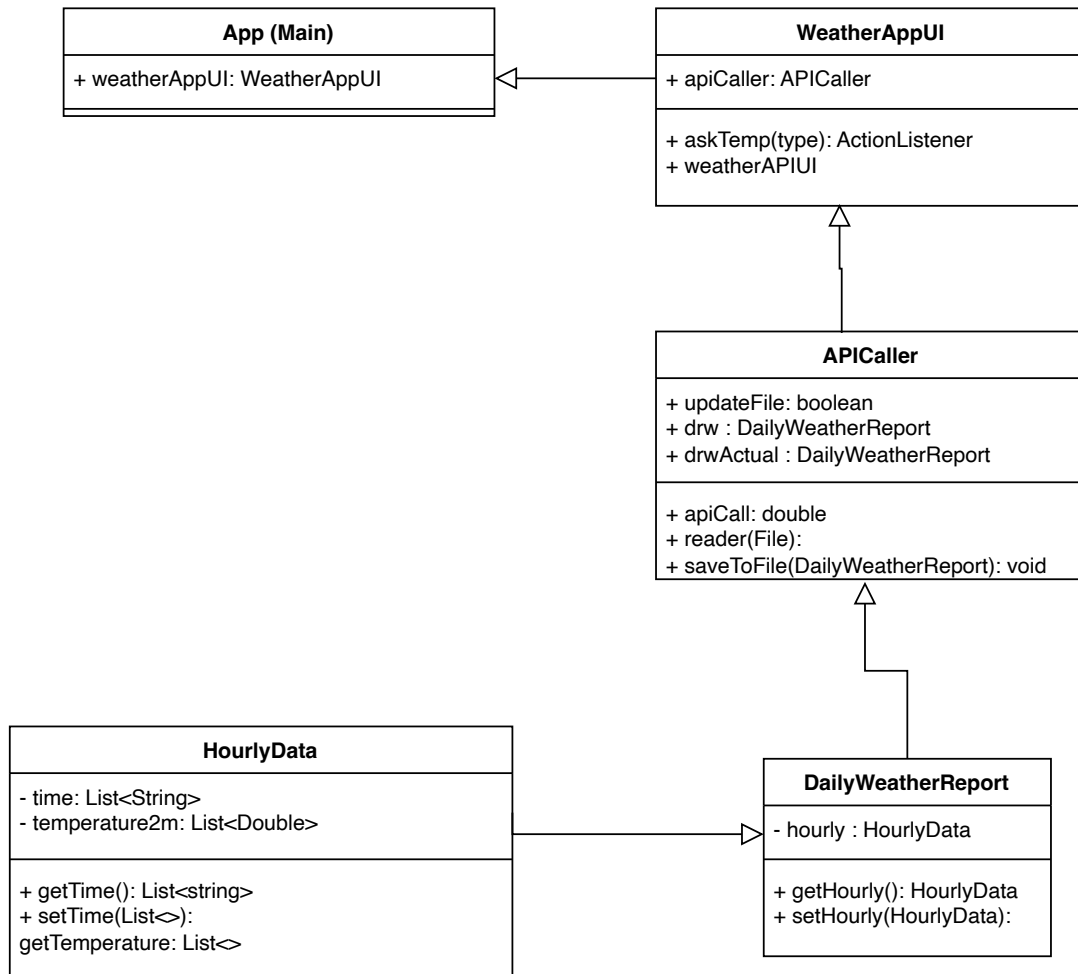 App (Main)
+ weatherAppUI: WeatherAppUI
WeatherAppUI
+ apiCaller: APICaller
+ askTemp(type): ActionListener
+ weatherAPIUI
APICaller
+ updateFile: boolean
+ drw : DailyWeatherReport
+ drwActual : DailyWeatherReport
+ apiCall: double
+ reader(File):
+ saveToFile(DailyWeatherReport): void
HourlyData
- time: List<String>
- temperature2m: List<Double>
+ getTime(): List<string>
+ setTime(List<>):
getTemperature: List<>
DailyWeatherReport
- hourly : HourlyData
+ getHourly(): HourlyData
+ setHourly(HourlyData):